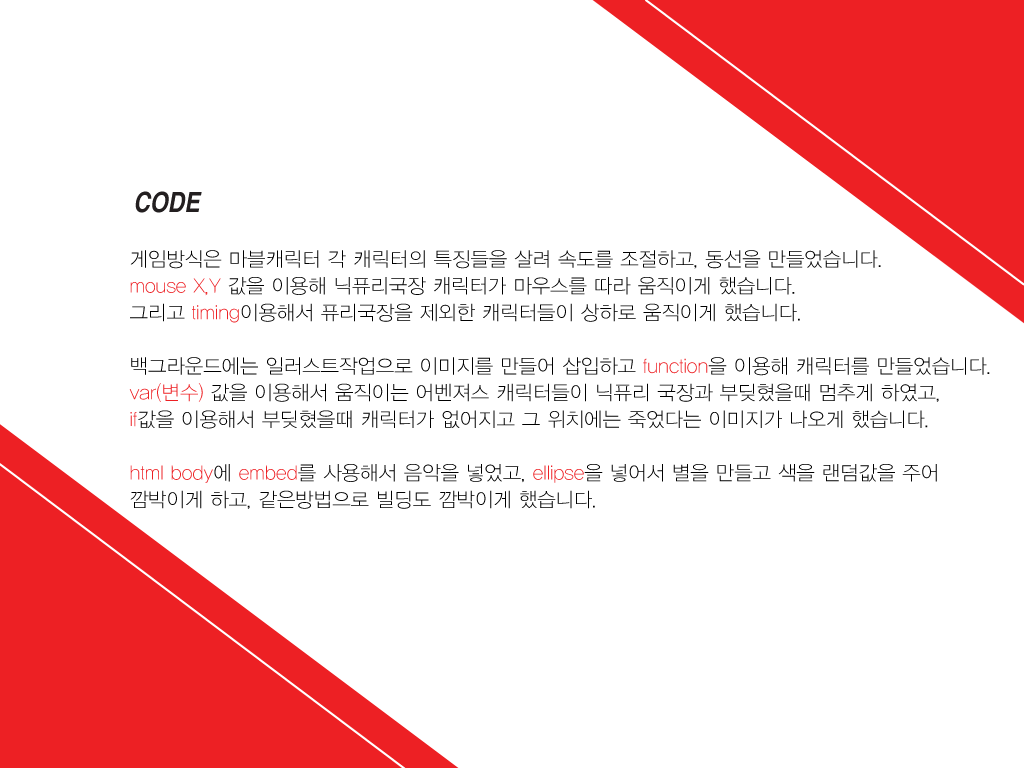 CODE
게임방식은 마블캐릭터 각 캐릭터의 특징들을 살려 속도를 조절하고, 동선을 만들었습니다.
mouse X,Y 값을 이용해 닉퓨리국장 캐릭터가 마우스를 따라 움직이게 했습니다.
그리고 timing이용해서 퓨리국장을 제외한 캐릭터들이 상하로 움직이게 했습니다.
백그라운드에는 일러스트작업으로 이미지를 만들어 삽입하고 function을 이용해 캐릭터를 만들었습니다.
var(변수) 값을 이용해서 움직이는 어벤져스 캐릭터들이 닉퓨리 국장과 부딪혔을때 멈추게 하였고,
if값을 이용해서 부딪혔을때 캐릭터가 없어지고 그 위치에는 죽었다는 이미지가 나오게 했습니다.
html body에 embed를 사용해서 음악을 넣었고, ellipse을 넣어서 별을 만들고 색을 랜덤값을 주어
깜박이게 하고, 같은방법으로 빌딩도 깜박이게 했습니다.